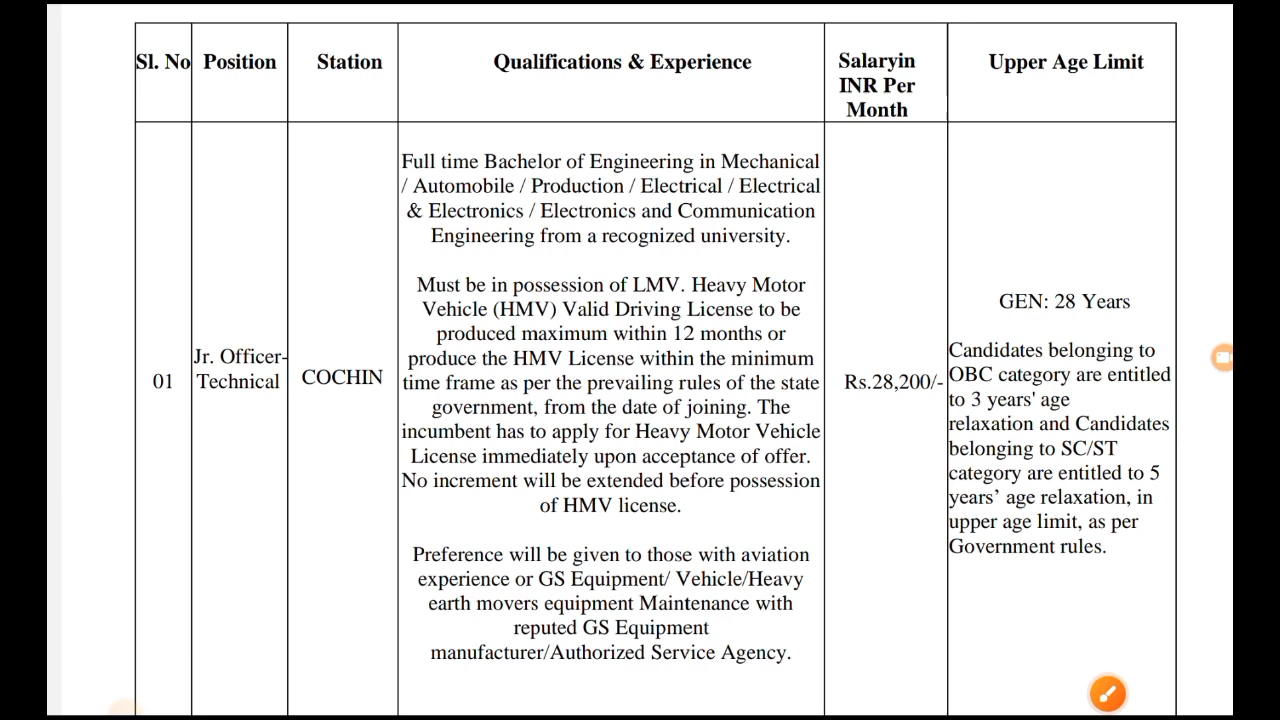 Sl. No
Position
Station
Qualifications & Experience
Salaryin
INR Per
Month
Upper Age Limit
01
Jr. Officer-
Technical
COCHIN
Full time Bachelor of Engineering in Mechanical
/ Automobile / Production / Electrical / Electrical
& Electronics / Electronics and Communication
Engineering from a recognized university.
Must be in possession of LMV. Heavy Motor
Vehicle (HMV) Valid Driving License to be
produced maximum within 12 months or
produce the HMV License within the minimum
time frame as per the prevailing rules of the state
government, from the date of joining. The
incumbent has to apply for Heavy Motor Vehicle
License immediately upon acceptance of offer.
No increment will be extended before possession
of HMV license.
Preference will be given to those with aviation
experience or GS Equipment/ Vehicle/Heavy
earth movers equipment Maintenance with
reputed GS Equipment
manufacturer/Authorized Service Agency.
Rs.28,200/-
GEN: 28 Years
Candidates belonging to
OBC category are entitled
to 3 years' age
relaxation and Candidates
belonging to SC/ST
category are entitled to 5
years’ age relaxation, in
upper age limit, as per
Government rules.